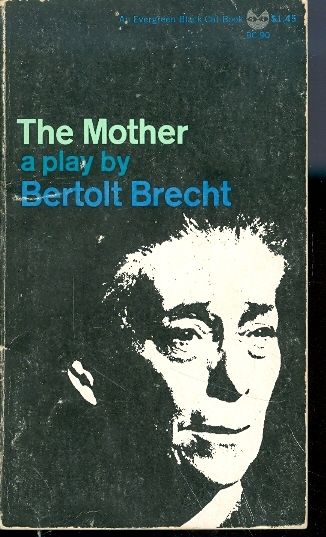 An Evergreen Black Cat Book $1.45
BC 90
The Mother
a play by
Bertolt Brecht